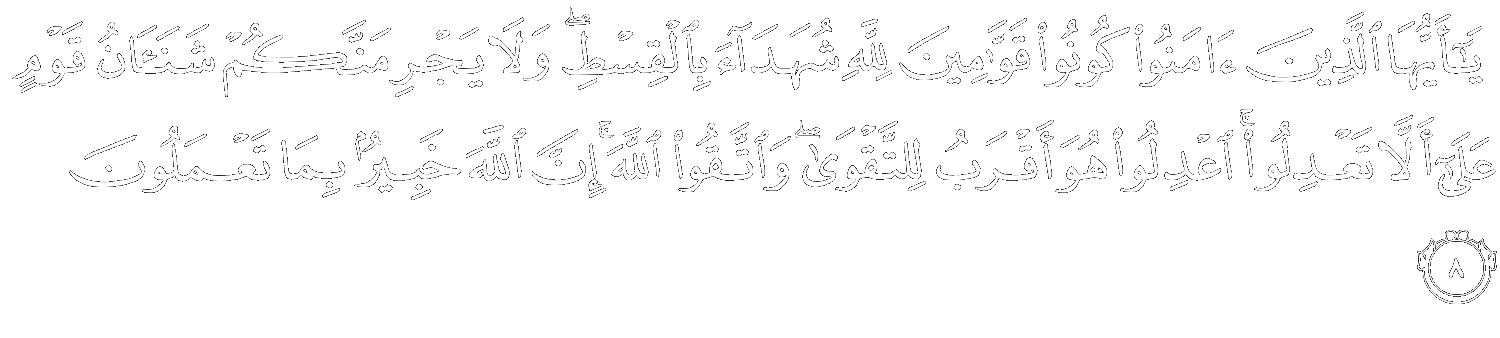 يَـٰٓأَيُّهَا ٱلَّذِينَ ءَامَنُوا۟ كُونُوا۟ قَوَّٰمِينَ لِلَّهِ شُهَدَآءَ بِٱلْقِسْطِ ۖ وَلَا يَجْرِمَنَّكُمْ شَنَـَٔانُ قَوْمٍ
عَلَىٰٓ أَلَّا تَعْدِلُوا۟ ۚ ٱعْدِلُوا۟ هُوَ أَقْرَبُ لِلتَّقْوَىٰ ۖ وَٱتَّقُوا۟ ٱللَّهَ ۚ إِنَّ ٱللَّهَ خَبِيرٌۢ بِمَا تَعْمَلُونَ
٨